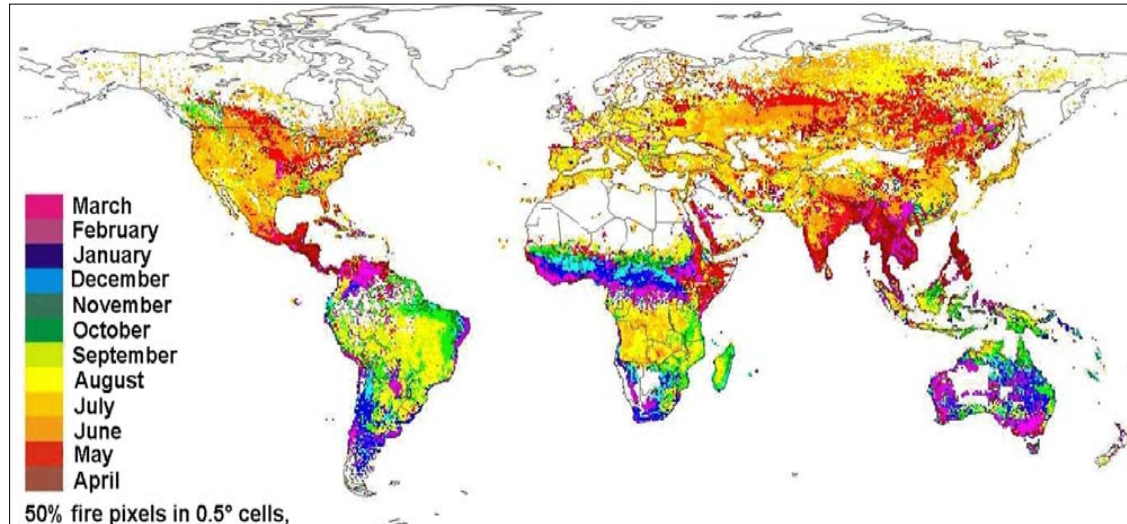 March
February
January
December
November
October
September
August
July
June
May
April
50% fire pixels in 0.5° cells,